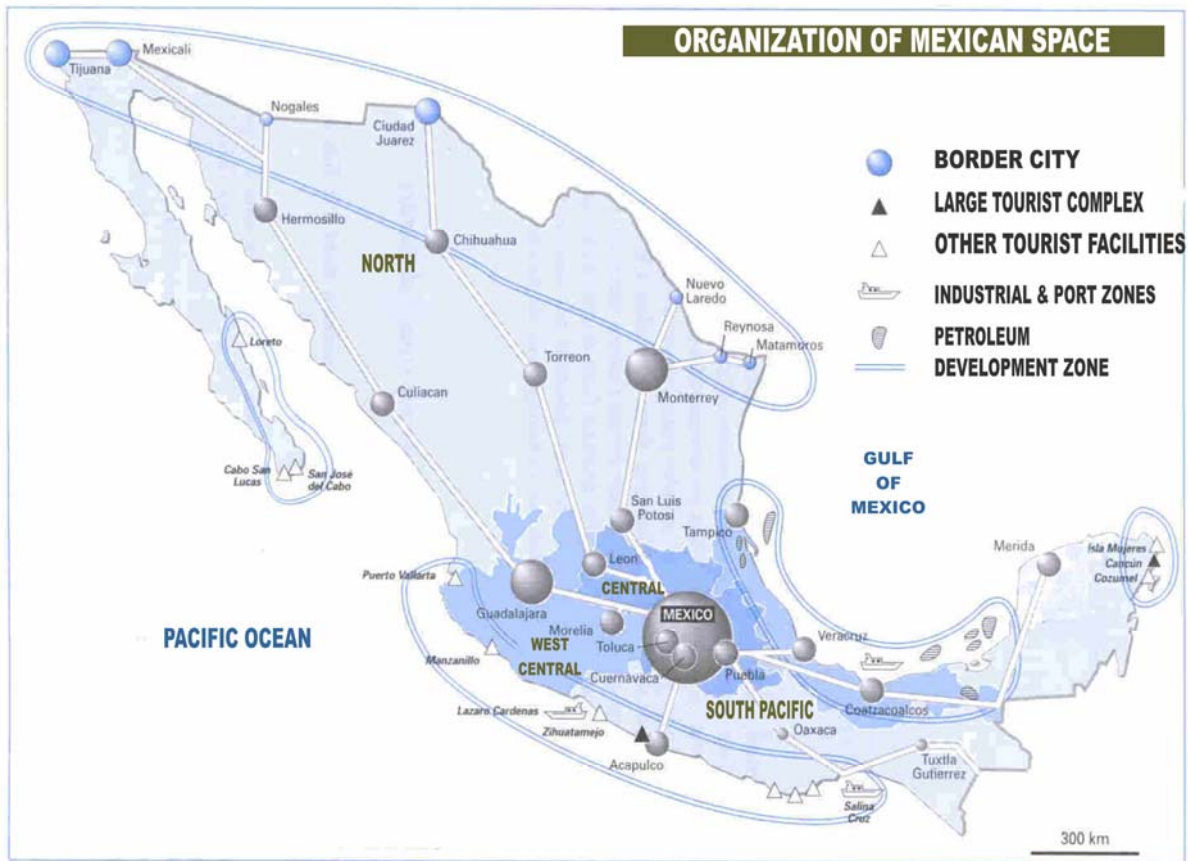 ORGANIZATION OF MEXICAN SPACE
Mexicali
Tijuana
Nogales
Ciudad
Juarez
BORDER CITY
LARGE TOURIST COMPLEX
OTHER TOURIST FACILITIES
INDUSTRIAL & PORT ZONES
PETROLEUM
DEVELOPMENT ZONE
Hermosillo
Chihuahua
NORTH
Nuevo
Laredo
Reynosa
Matamoros
Loreto
Torreon
Monterrey
Culiacan
Cabo San
Lucas
San José
del Cabo
GULF
OF
MEXICO
San Luis
Potosi
Tampico
Merida
Isla Mujeres
Cancún
Cozumel
Puerto Vallarta
Leon
CENTRAL
Guadalajara
MEXICO
PACIFIC OCEAN
Morelia
Toluca
Veracruz
WEST
CENTRAL
Manzanillo
Cuernavaca
Puebla
Coatzacoalcos
SOUTH PACIFIC
Lazaro Cardenas
Zihuatamejo
Oaxaca
Acapulco
Tuxtla
Gutierrez
Salina
Cruz
300 km